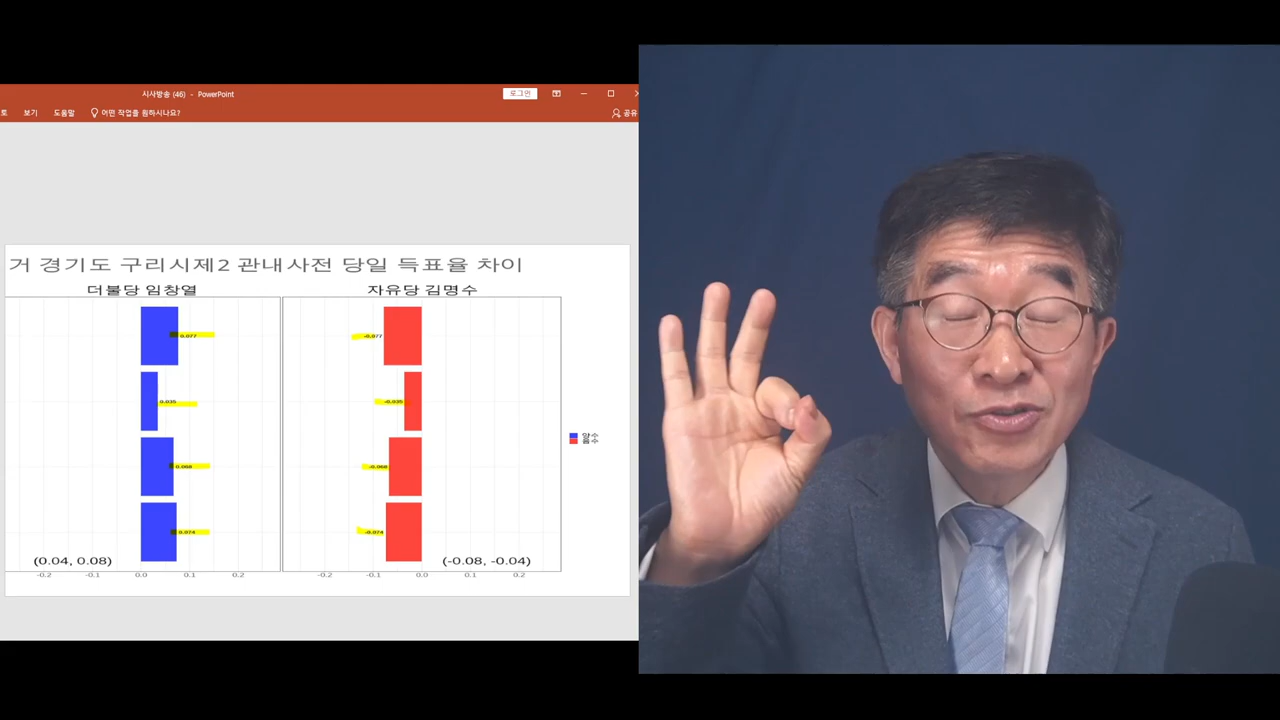 시사방송 (46) - PowerPoint
로그인
토 보기 도움말 어떤 작업을 원하시나요? 공유
거 경기도 구리시제2 관내사전 당일 득표율 차이
더불당 임창열 자유당 김명수
0.077 -0.077
0.035 -0.035
0.068 -0.068
양수
음수
0.074 -0.074
(0.04, 0.08) (-0.08, -0.04)
-0.2 -0.1 0.0 0.1 0.2 -0.2 -0.1 0.0 0.1 0.2